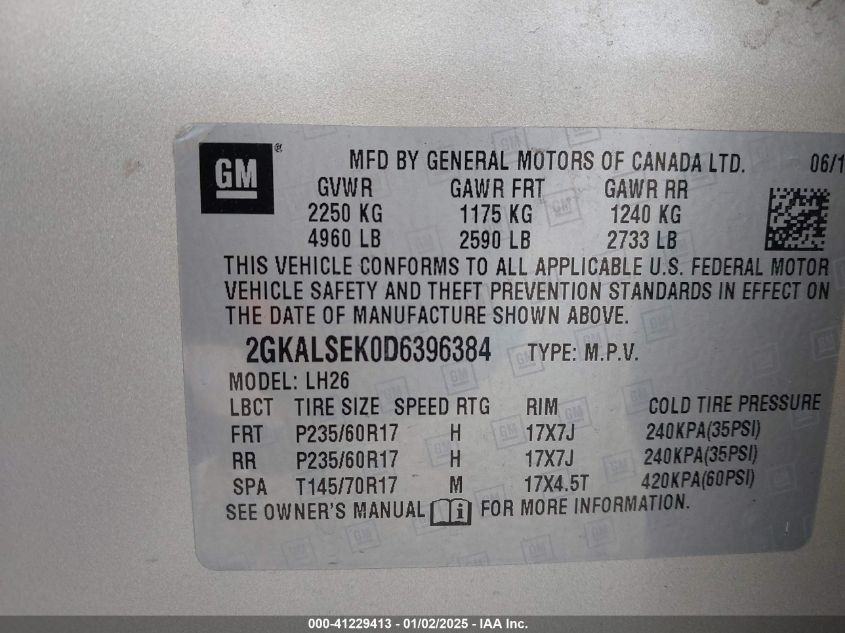 GM ® MFD BY GENERAL MOTORS OF CANADA LTD. 06/1
GVWR GAWR FRT GAWR RR
2250 KG 1175 KG 1240 KG
4960 LB 2590 LB 2733 LB
THIS VEHICLE CONFORMS TO ALL APPLICABLE U.S. FEDERAL MOTOR
VEHICLE SAFETY AND THEFT PREVENTION STANDARDS IN EFFECT ON
THE DATE OF MANUFACTURE SHOWN ABOVE.
2GKALSEK0D6396384 TYPE: M.P.V.
MODEL: LH26
LBCT TIRE SIZE SPEED RTG RIM COLD TIRE PRESSURE
FRT P235/60R17 H 17X7J 240KPA(35PSI)
RR P235/60R17 H 17X7J 240KPA(35PSI)
SPA T145/70R17 M 17X4.5T 420KPA(60PSI)
SEE OWNER'S MANUAL i FOR MORE INFORMATION.
000-41229413 - 01/02/2025 - IAA Inc.